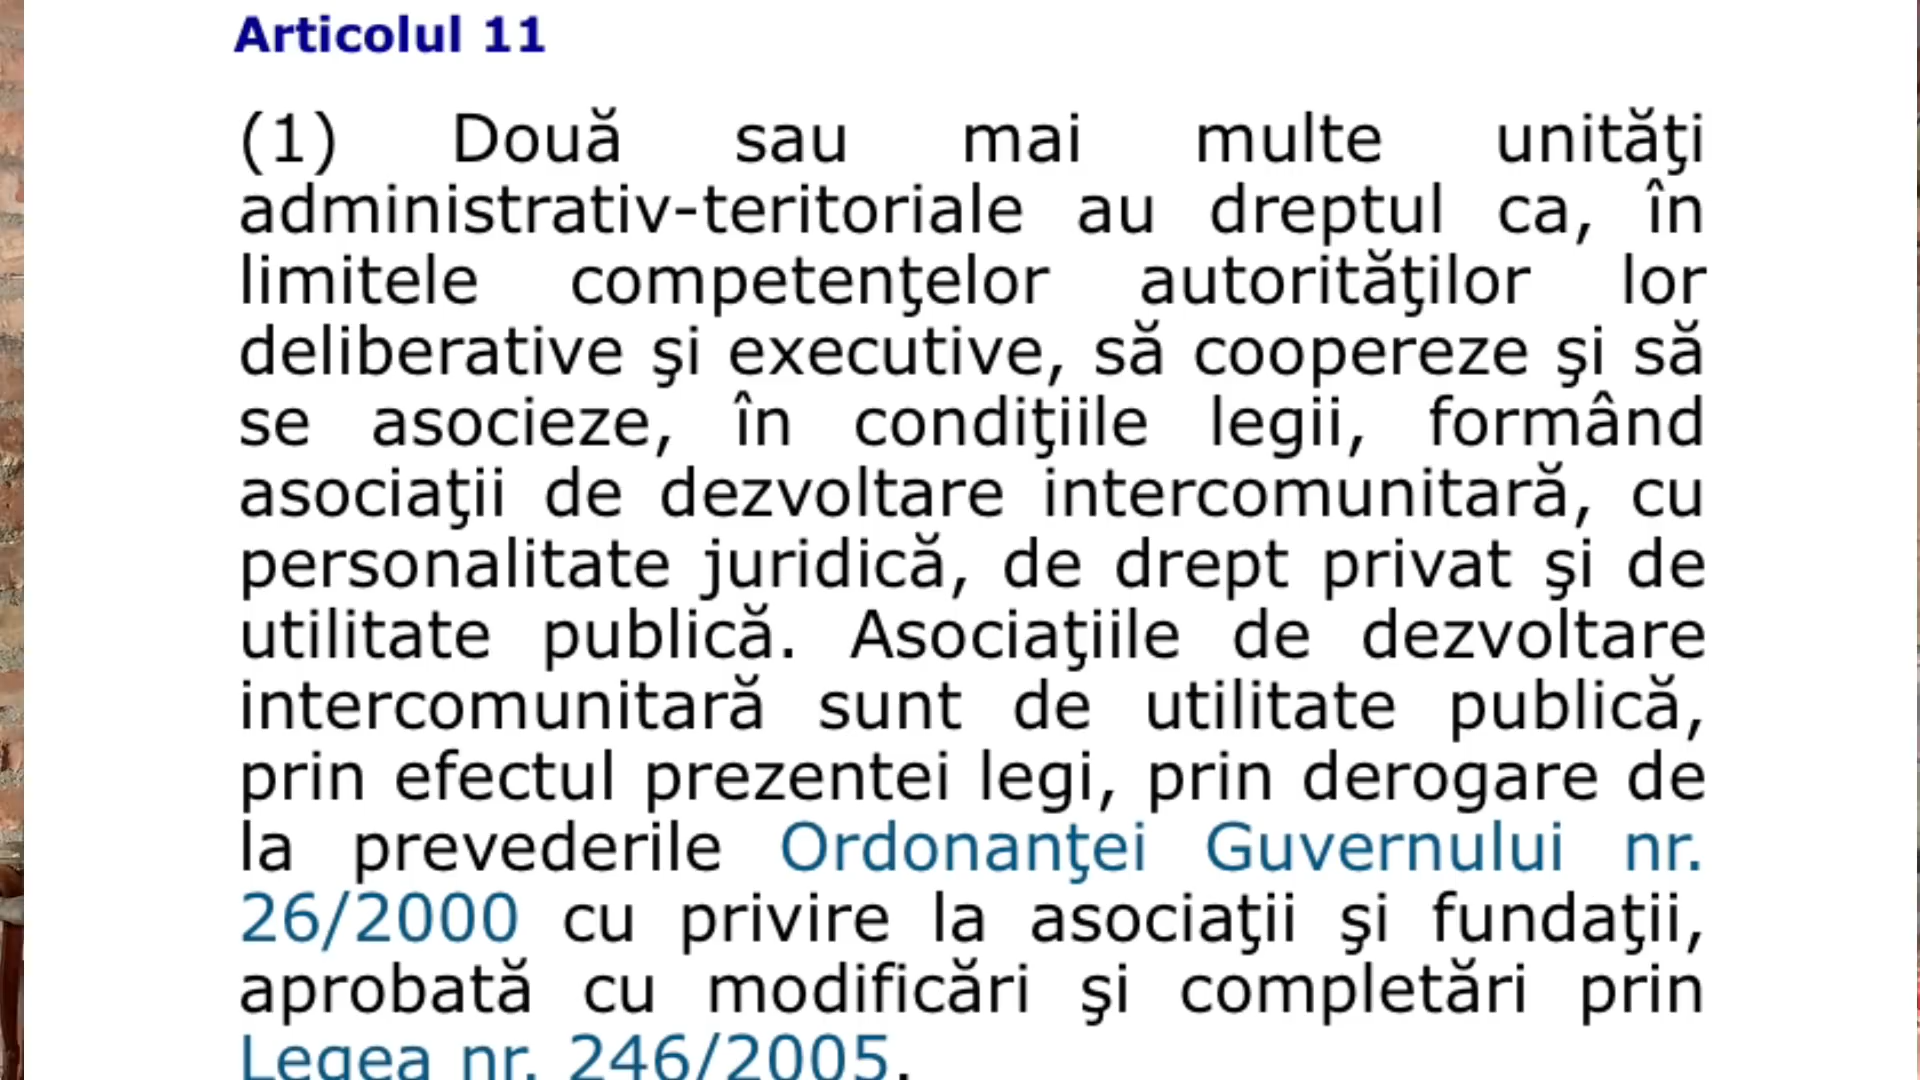 Articolul 11
(1) Două sau mai multe unităţi
administrativ-teritoriale au dreptul ca, în
limitele competenţelor autorităţilor lor
deliberative şi executive, să coopereze şi să
se asocieze, în condiţiile legii, formând
asociaţii de dezvoltare intercomunitară, cu
personalitate juridică, de drept privat şi de
utilitate publică. Asociaţiile de dezvoltare
intercomunitară sunt de utilitate publică,
prin efectul prezentei legi, prin derogare de
la prevederile Ordonanţei Guvernului nr.
26/2000 cu privire la asociaţii şi fundaţii,
aprobată cu modificări şi completări prin
Legea nr. 246/2005.